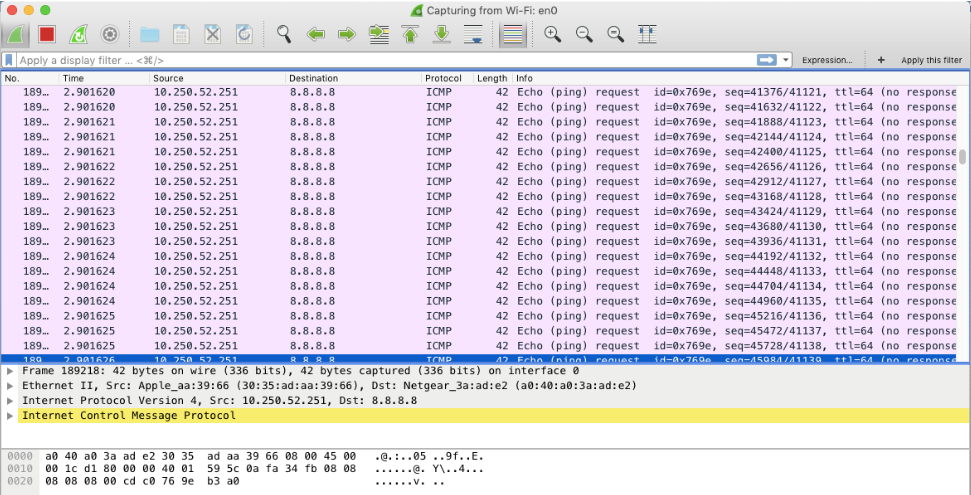 Capturing from Wi-Fi: en0
Apply a display filter ... <⌘/>
Expression... + Apply this filter
No. Time Source Destination Protocol Length Info
189… 2.901620 10.250.52.251 8.8.8.8 ICMP 42 Echo (ping) request id=0x769e, seq=41376/41121, ttl=64 (no response
189… 2.901620 10.250.52.251 8.8.8.8 ICMP 42 Echo (ping) request id=0x769e, seq=41632/41122, ttl=64 (no response
189… 2.901621 10.250.52.251 8.8.8.8 ICMP 42 Echo (ping) request id=0x769e, seq=41888/41123, ttl=64 (no response
189… 2.901621 10.250.52.251 8.8.8.8 ICMP 42 Echo (ping) request id=0x769e, seq=42144/41124, ttl=64 (no response
189… 2.901621 10.250.52.251 8.8.8.8 ICMP 42 Echo (ping) request id=0x769e, seq=42400/41125, ttl=64 (no response
189… 2.901622 10.250.52.251 8.8.8.8 ICMP 42 Echo (ping) request id=0x769e, seq=42656/41126, ttl=64 (no response
189… 2.901622 10.250.52.251 8.8.8.8 ICMP 42 Echo (ping) request id=0x769e, seq=42912/41127, ttl=64 (no response
189… 2.901622 10.250.52.251 8.8.8.8 ICMP 42 Echo (ping) request id=0x769e, seq=43168/41128, ttl=64 (no response
189… 2.901623 10.250.52.251 8.8.8.8 ICMP 42 Echo (ping) request id=0x769e, seq=43424/41129, ttl=64 (no response
189… 2.901623 10.250.52.251 8.8.8.8 ICMP 42 Echo (ping) request id=0x769e, seq=43680/41130, ttl=64 (no response
189… 2.901623 10.250.52.251 8.8.8.8 ICMP 42 Echo (ping) request id=0x769e, seq=43936/41131, ttl=64 (no response
189… 2.901624 10.250.52.251 8.8.8.8 ICMP 42 Echo (ping) request id=0x769e, seq=44192/41132, ttl=64 (no response
189… 2.901624 10.250.52.251 8.8.8.8 ICMP 42 Echo (ping) request id=0x769e, seq=44448/41133, ttl=64 (no response
189… 2.901624 10.250.52.251 8.8.8.8 ICMP 42 Echo (ping) request id=0x769e, seq=44704/41134, ttl=64 (no response
189… 2.901624 10.250.52.251 8.8.8.8 ICMP 42 Echo (ping) request id=0x769e, seq=44960/41135, ttl=64 (no response
189… 2.901625 10.250.52.251 8.8.8.8 ICMP 42 Echo (ping) request id=0x769e, seq=45216/41136, ttl=64 (no response
189… 2.901625 10.250.52.251 8.8.8.8 ICMP 42 Echo (ping) request id=0x769e, seq=45472/41137, ttl=64 (no response
189… 2.901625 10.250.52.251 8.8.8.8 ICMP 42 Echo (ping) request id=0x769e, seq=45728/41138, ttl=64 (no response
189 2.901626 10.250.52.251 8.8.8.8 ICMP 42 Echo (ping) request id=0x769e, seq=45984/41139, ttl=64 (no response
Frame 189218: 42 bytes on wire (336 bits), 42 bytes captured (336 bits) on interface 0
Ethernet II, Src: Apple_aa:39:66 (30:35:ad:aa:39:66), Dst: Netgear_3a:ad:e2 (a0:40:a0:3a:ad:e2)
Internet Protocol Version 4, Src: 10.250.52.251, Dst: 8.8.8.8
Internet Control Message Protocol
0000 a0 40 a0 3a ad e2 30 35 ad aa 39 66 08 00 45 00 .@.:..05 ..9f..E.
0010 00 1c d1 80 00 00 40 01 59 5c 0a fa 34 fb 08 08 ......@. Y\..4...
0020 08 08 08 00 cd c0 76 9e b3 a0 ......v. ..